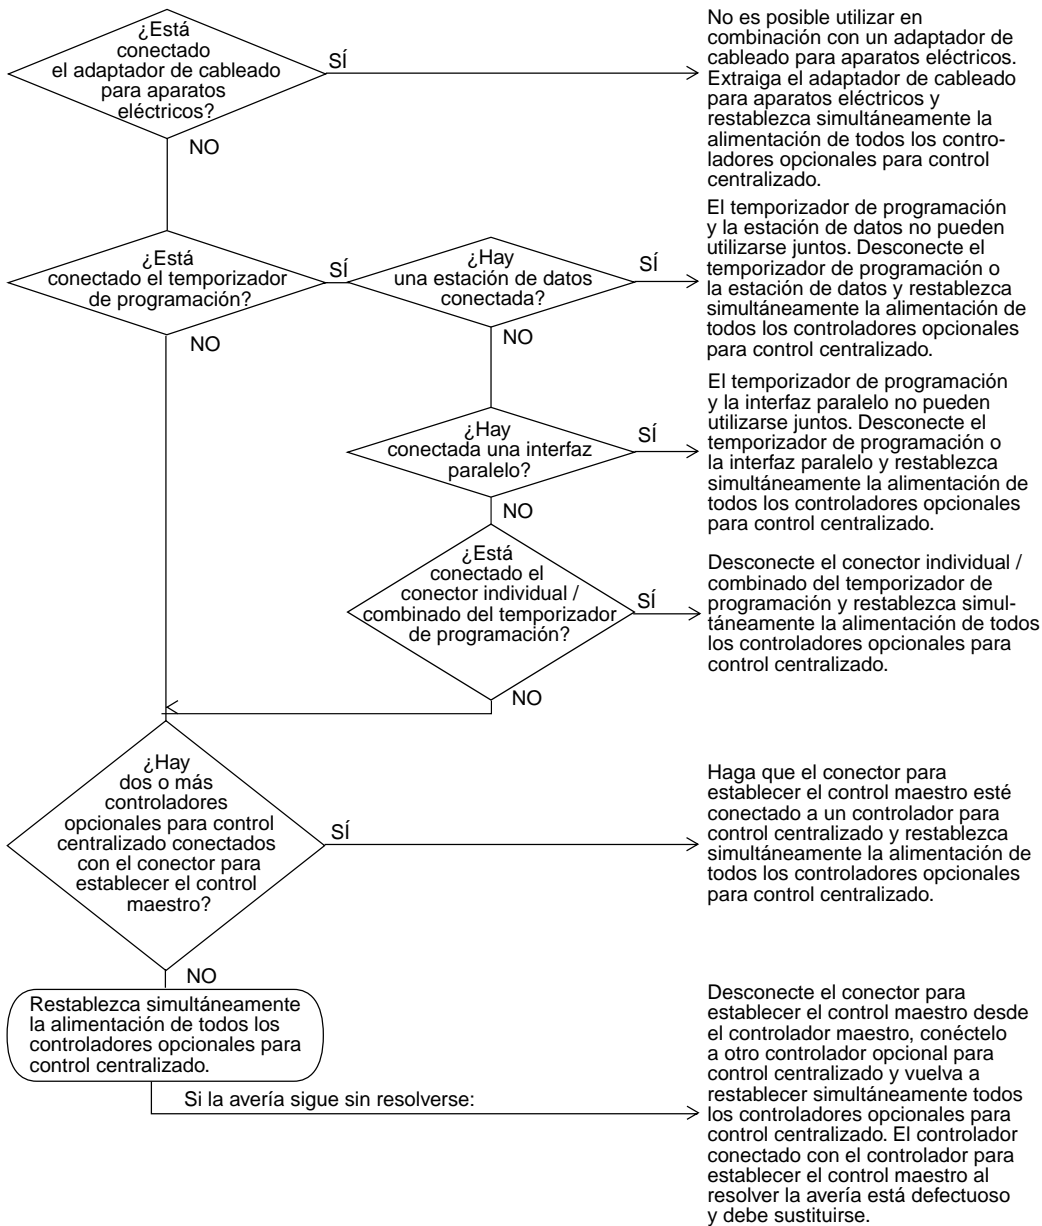 ¿Está
conectado
el adaptador de cableado
para aparatos
eléctricos?
SÍ
No es posible utilizar en
combinación con un adaptador de
cableado para aparatos eléctricos.
Extraiga el adaptador de cableado
para aparatos eléctricos y
restablezca simultáneamente la
alimentación de todos los contro-
ladores opcionales para control
centralizado.
NO
¿Está
conectado el temporizador
de programación?
SÍ
¿Hay
una estación de datos
conectada?
SÍ
El temporizador de programación
y la estación de datos no pueden
utilizarse juntos. Desconecte el
temporizador de programación o
la estación de datos y restablezca
simultáneamente la alimentación de
todos los controladores opcionales
para control centralizado.
NO
NO
¿Hay
conectada una interfaz
paralelo?
SÍ
El temporizador de programación
y la interfaz paralelo no pueden
utilizarse juntos. Desconecte el
temporizador de programación o
la interfaz paralelo y restablezca
simultáneamente la alimentación de
todos los controladores opcionales
para control centralizado.
NO
¿Está
conectado el
conector individual /
combinado del temporizador
de programación?
SÍ
Desconecte el conector individual /
combinado del temporizador de
programación y restablezca simul-
táneamente la alimentación de todos
los controladores opcionales para
control centralizado.
NO
¿Hay
dos o más
controladores
opcionales para control
centralizado conectados
con el conector para
establecer el control
maestro?
SÍ
Haga que el conector para
establecer el control maestro esté
conectado a un controlador para
control centralizado y restablezca
simultáneamente la alimentación de
todos los controladores opcionales
para control centralizado.
NO
Restablezca simultáneamente
la alimentación de todos los
controladores opcionales para
control centralizado.
Si la avería sigue sin resolverse:
Desconecte el conector para
establecer el control maestro desde
el controlador maestro, conéctelo
a otro controlador opcional para
control centralizado y vuelva a
restablecer simultáneamente todos
los controladores opcionales para
control centralizado. El controlador
conectado con el controlador para
establecer el control maestro al
resolver la avería está defectuoso
y debe sustituirse.